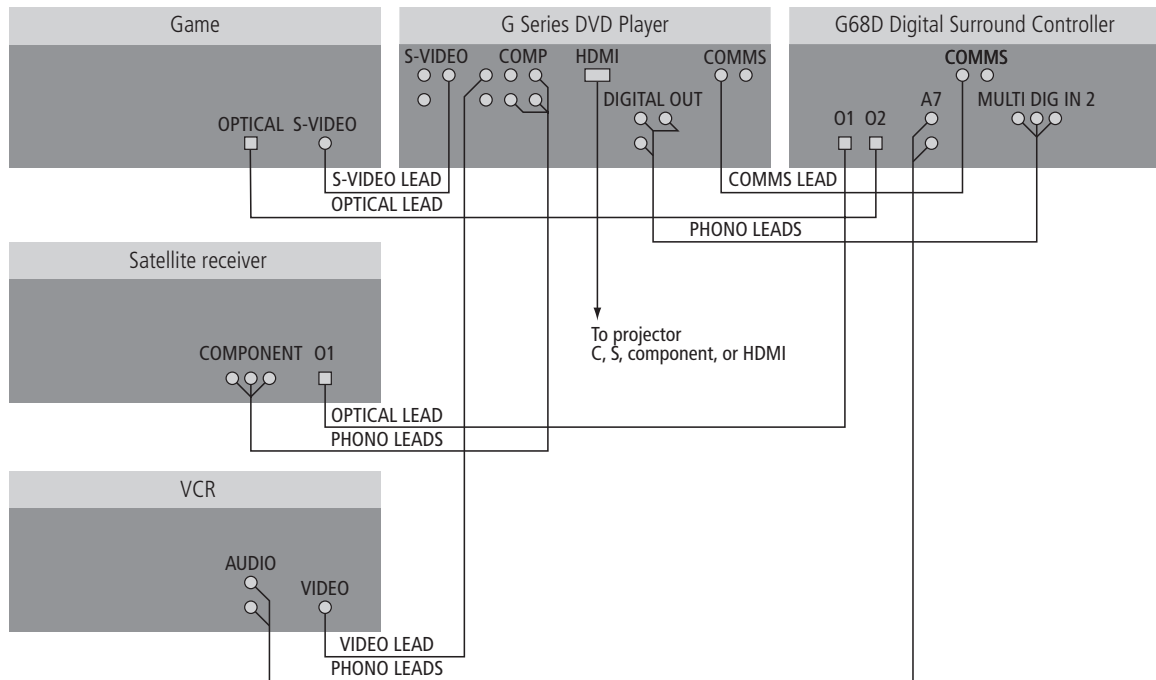 Game
G Series DVD Player
G68D Digital Surround Controller
S-VIDEO COMP HDMI COMMS
COMMS
DIGITAL OUT
A7 MULTI DIG IN 2
O1 O2
OPTICAL S-VIDEO
S-VIDEO LEAD
COMMS LEAD
OPTICAL LEAD
PHONO LEADS
Satellite receiver
To projector
C, S, component, or HDMI
COMPONENT O1
OPTICAL LEAD
PHONO LEADS
VCR
AUDIO
VIDEO
VIDEO LEAD
PHONO LEADS